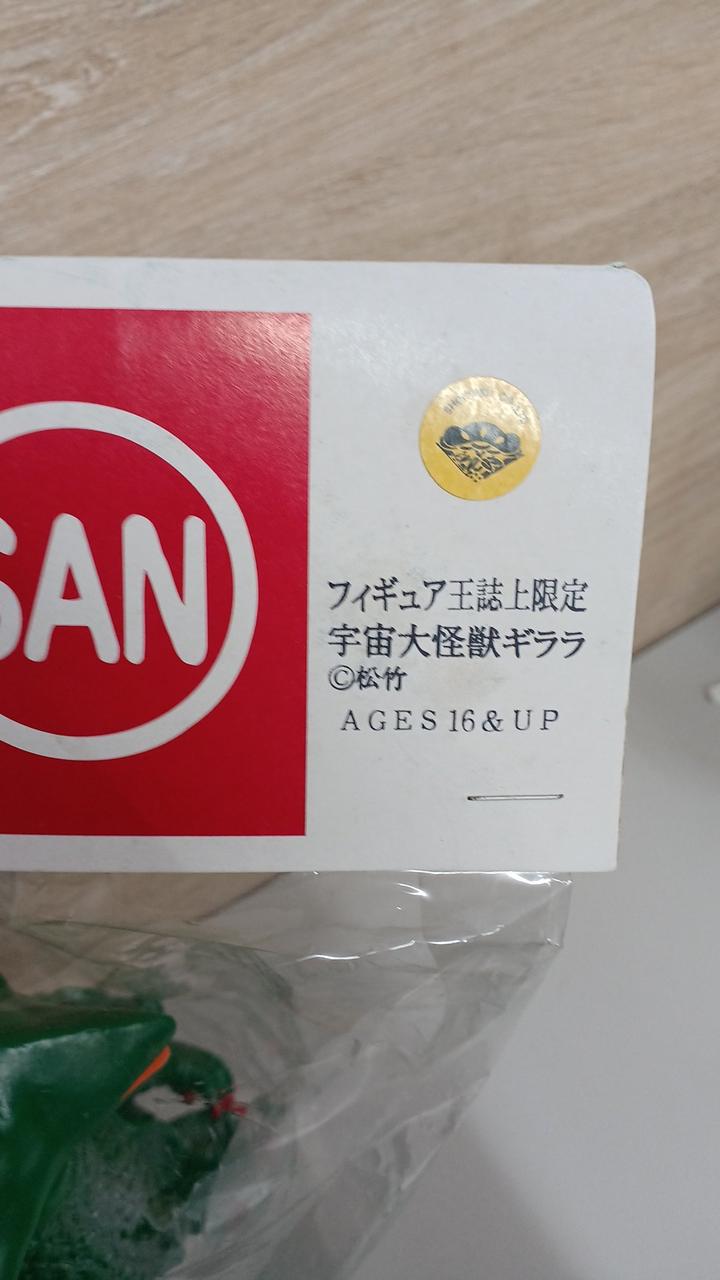 SAN
フィギュア王誌上限定
宇宙大怪獣ギララ
©松竹
AGES 16 & UP